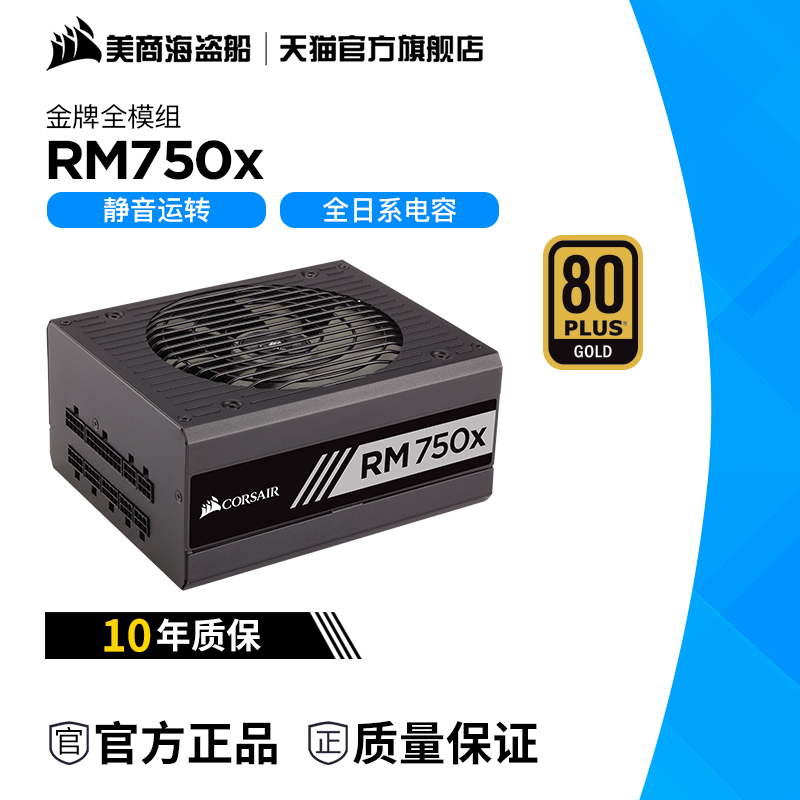 美商海盗船 | 天猫官方旗舰店
金牌全模组
RM750x
静音运转 全日系电容
80
PLUS®
GOLD
RM750x
CORSAIR
10年质保
官 官方正品 正 质量保证